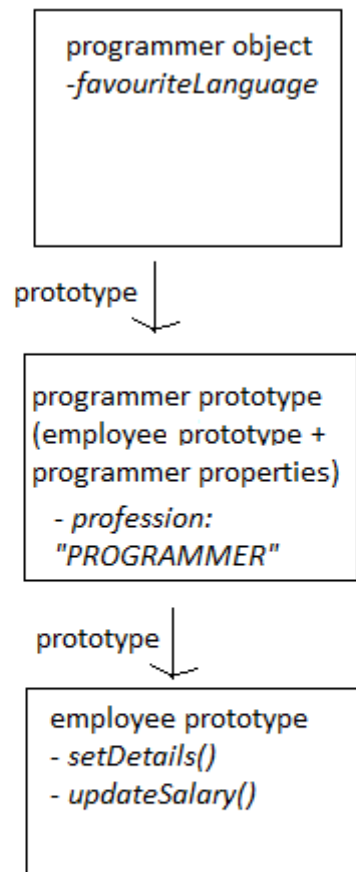 programmer object
-favouriteLanguage
prototype
programmer prototype
(employee prototype +
programmer properties)
- profession:
"PROGRAMMER"
prototype
employee prototype
- setDetails()
- updateSalary()